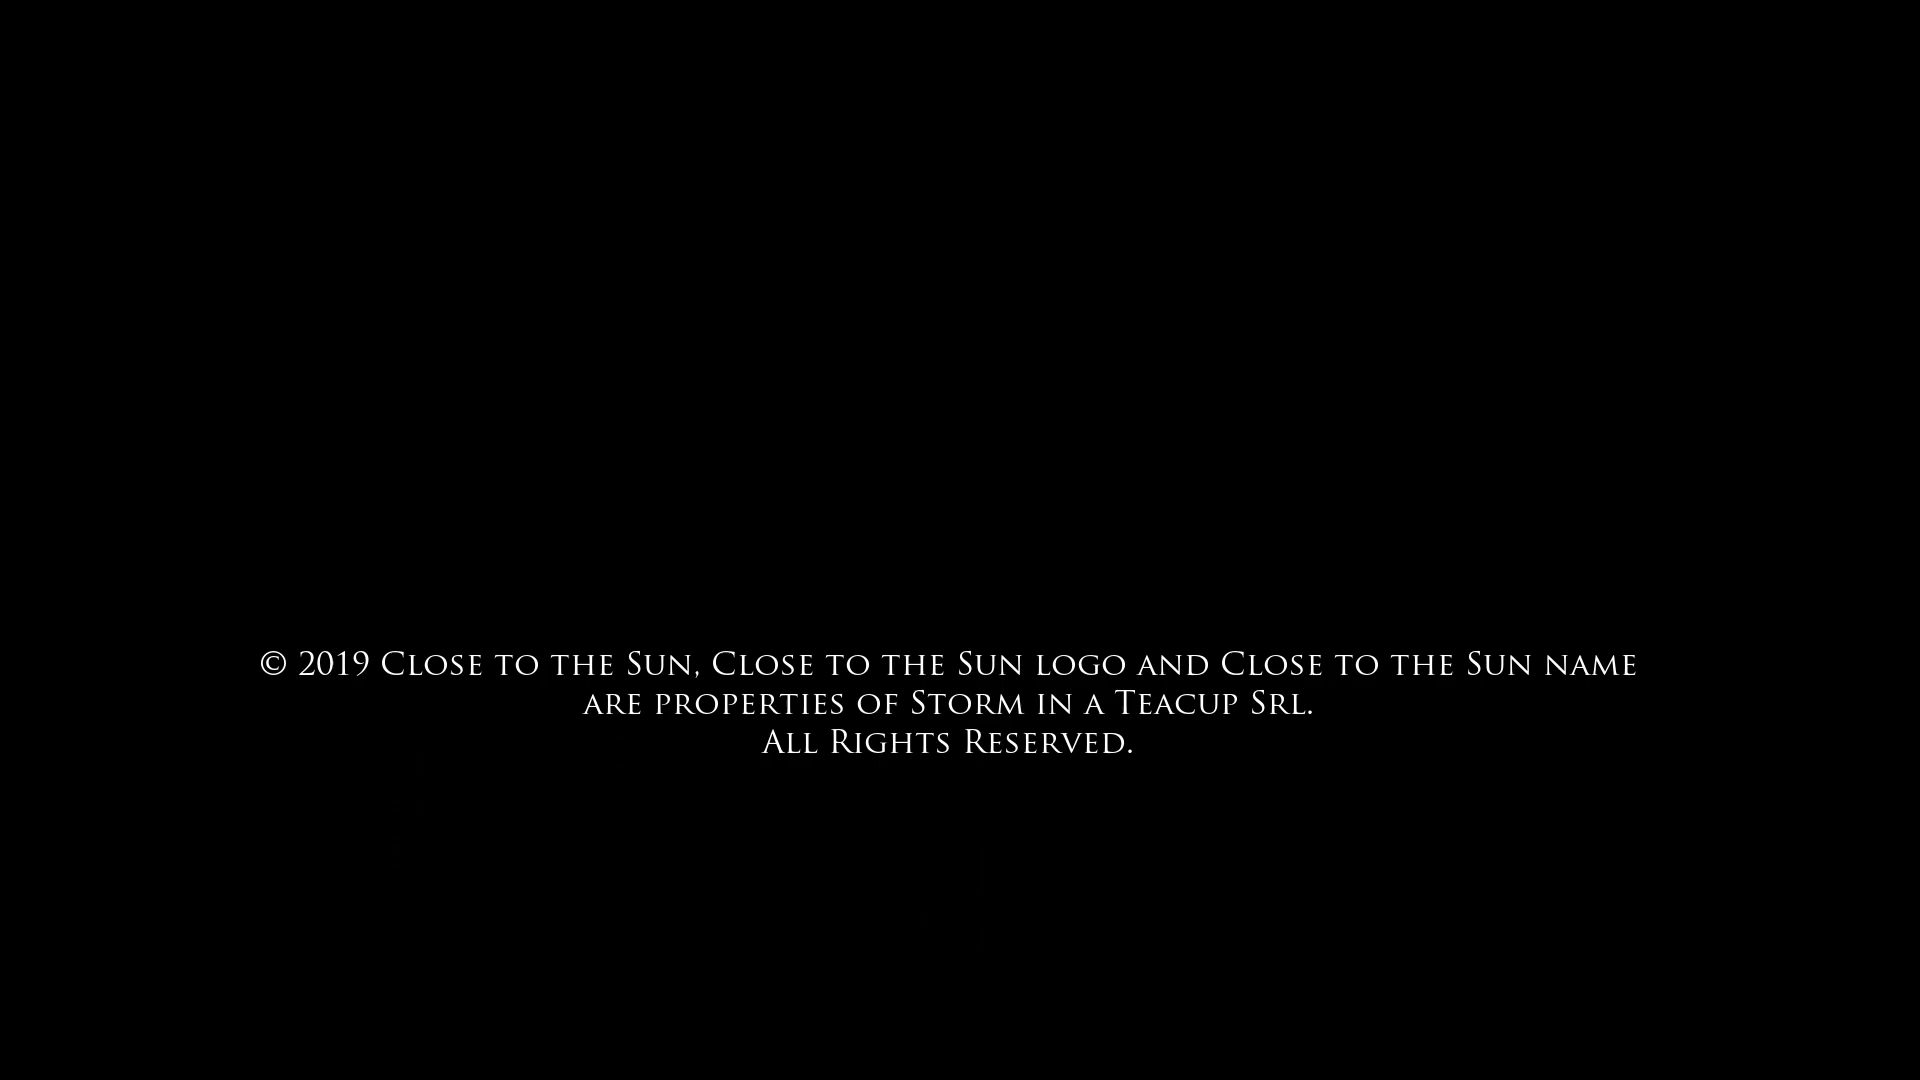 © 2019 Close to the Sun, Close to the Sun logo and Close to the Sun name
are properties of Storm in a Teacup Srl.
All Rights Reserved.